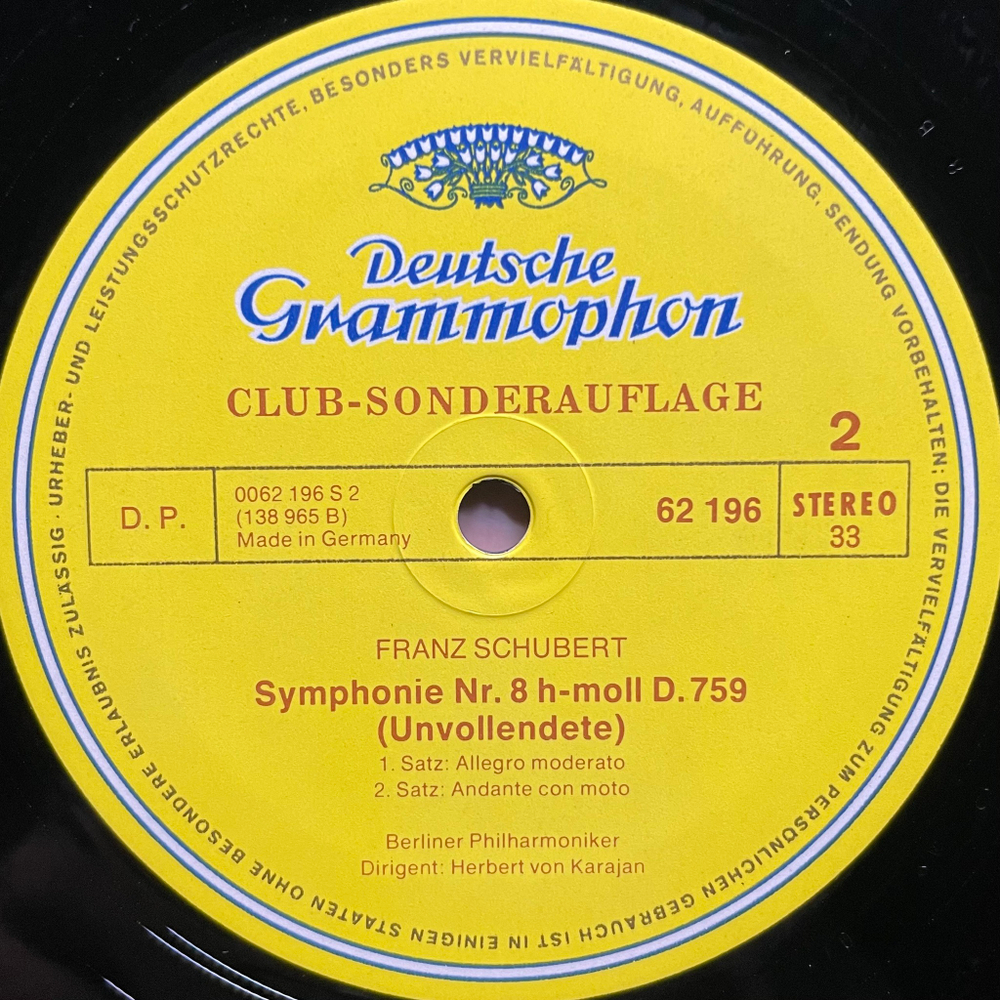 URHEBER- UND LEISTUNGSSCHUTZRECHTE, BESONDERS VERVIELFÄLTIGUNG, AUFFÜHRUNG, SENDUNG VORBEHALTEN; DIE VERVIELFÄLTIGUNG ZUM PERSÖNLICHEN GEBRAUCH IST IN EINIGEN STAATEN OHNE BESONDERE ERLAUBNIS ZULÄSSIG ·
Deutsche
Grammophon
CLUB-SONDERAUFLAGE
2
D. P.
0062 196 S 2
(138 965 B)
Made in Germany
62 196
STEREO
33
FRANZ SCHUBERT
Symphonie Nr. 8 h-moll D. 759
(Unvollendete)
1. Satz: Allegro moderato
2. Satz: Andante con moto
Berliner Philharmoniker
Dirigent: Herbert von Karajan